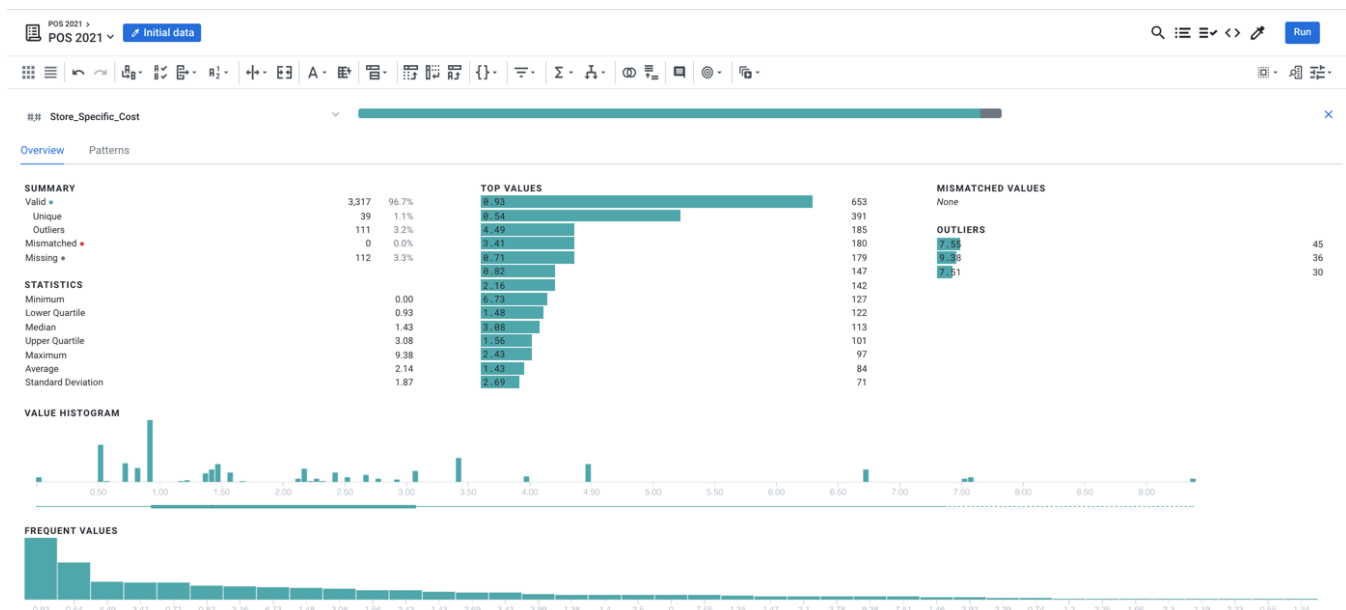 POS 2021 >
POS 2021
Initial data
Run
#.# Store_Specific_Cost
Overview Patterns
SUMMARY
Valid 3,317 96.7%
Unique 39 1.1%
Outliers 111 3.2%
Mismatched 0 0.0%
Missing 112 3.3%
STATISTICS
Minimum 0.00
Lower Quartile 0.93
Median 1.43
Upper Quartile 3.08
Maximum 9.38
Average 2.14
Standard Deviation 1.87
TOP VALUES
0.93 653
0.54 391
4.49 185
3.41 180
0.71 179
0.82 147
2.16 142
6.73 127
1.48 122
3.08 113
1.56 101
2.43 97
1.43 84
2.69 71
MISMATCHED VALUES
None
OUTLIERS
7.55 45
9.38 36
7.51 30
VALUE HISTOGRAM
0.50 1.00 1.50 2.00 2.50 3.00 3.50 4.00 4.50 5.00 5.50 6.00 6.50 7.00 7.50 8.00 8.50 9.00
FREQUENT VALUES